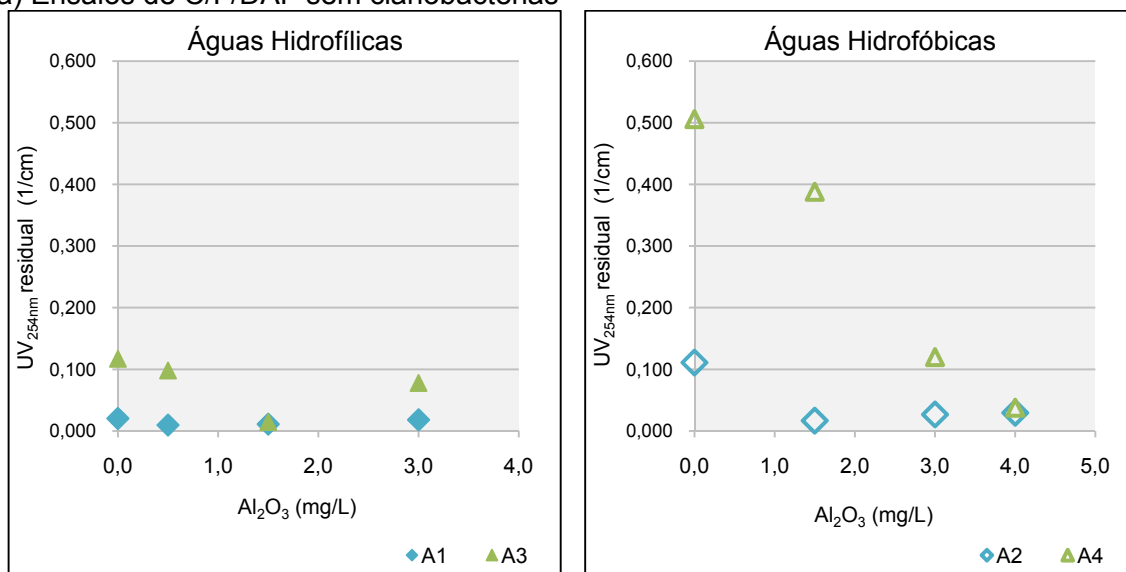 a) Ensaios de C/F/DAF sem cianobactérias
Águas Hidrofílicas
0,600
0,500
0,400
0,300
0,200
0,100
0,000
UV254nm residual (1/cm)
0,0 1,0 2,0 3,0 4,0
Al2O3 (mg/L)
A1 A3
Águas Hidrofóbicas
0,600
0,500
0,400
0,300
0,200
0,100
0,000
UV254nm residual (1/cm)
0,0 1,0 2,0 3,0 4,0 5,0
Al2O3 (mg/L)
A2 A4